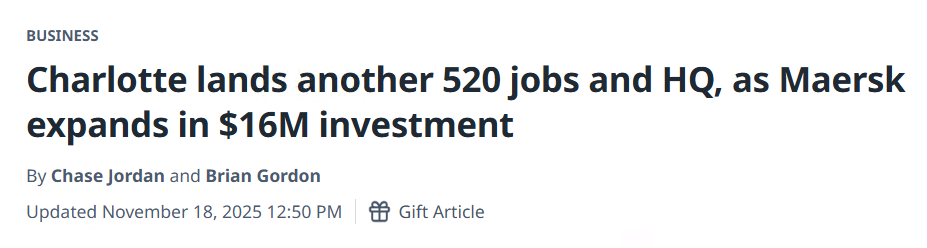 BUSINESS
Charlotte lands another 520 jobs and HQ, as Maersk
expands in $16M investment
By Chase Jordan and Brian Gordon
Updated November 18, 2025 12:50 PM
Gift Article